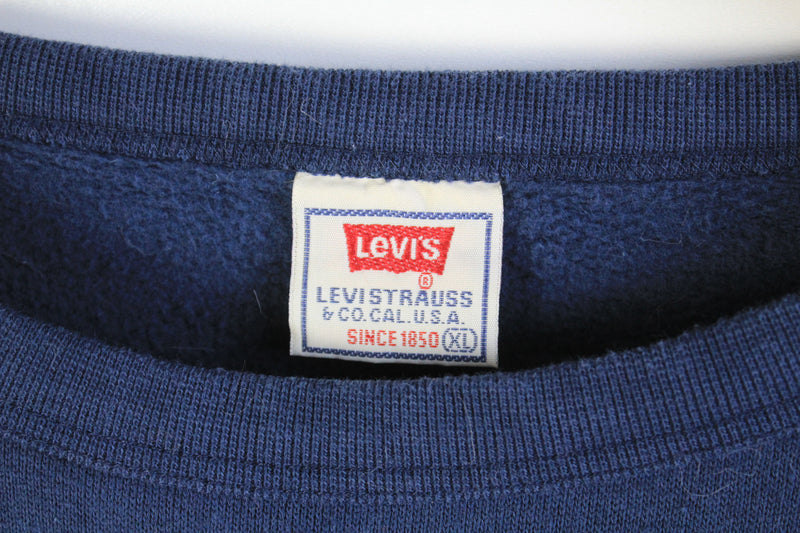 LEVI'S
®
LEVI STRAUSS
& CO. CAL. U.S.A.
SINCE 1850 XL